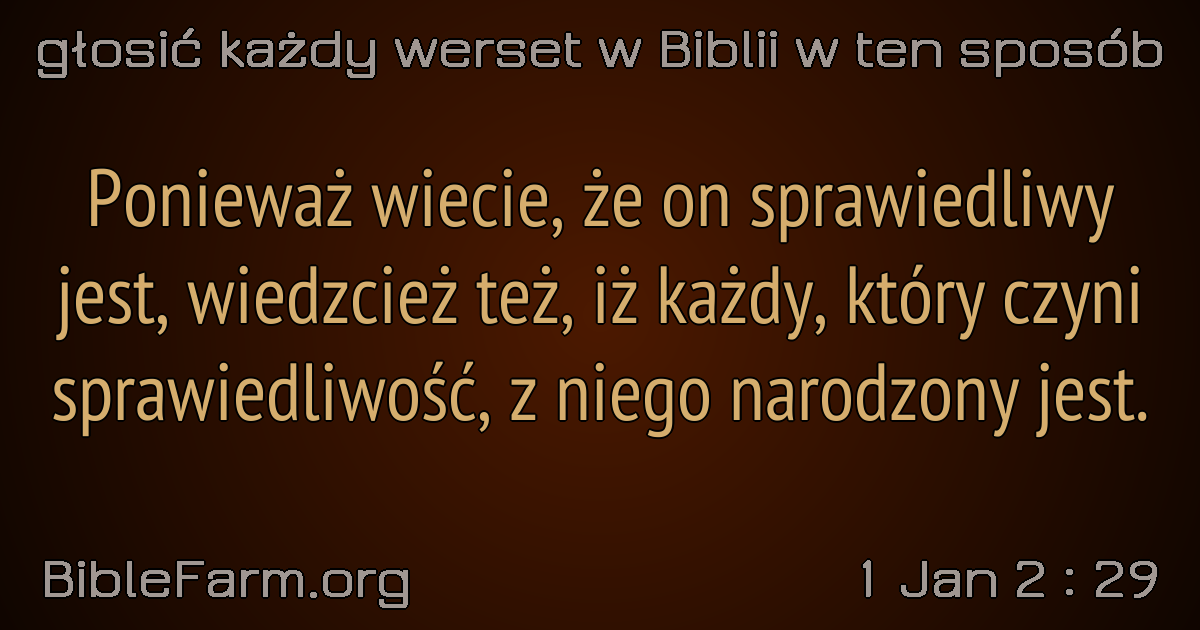 głosić każdy werset w Biblii w ten sposób
Ponieważ wiecie, że on sprawiedliwy
jest, wiedzcież też, iż każdy, który czyni
sprawiedliwość, z niego narodzony jest.
BibleFarm.org
1 Jan 2 : 29